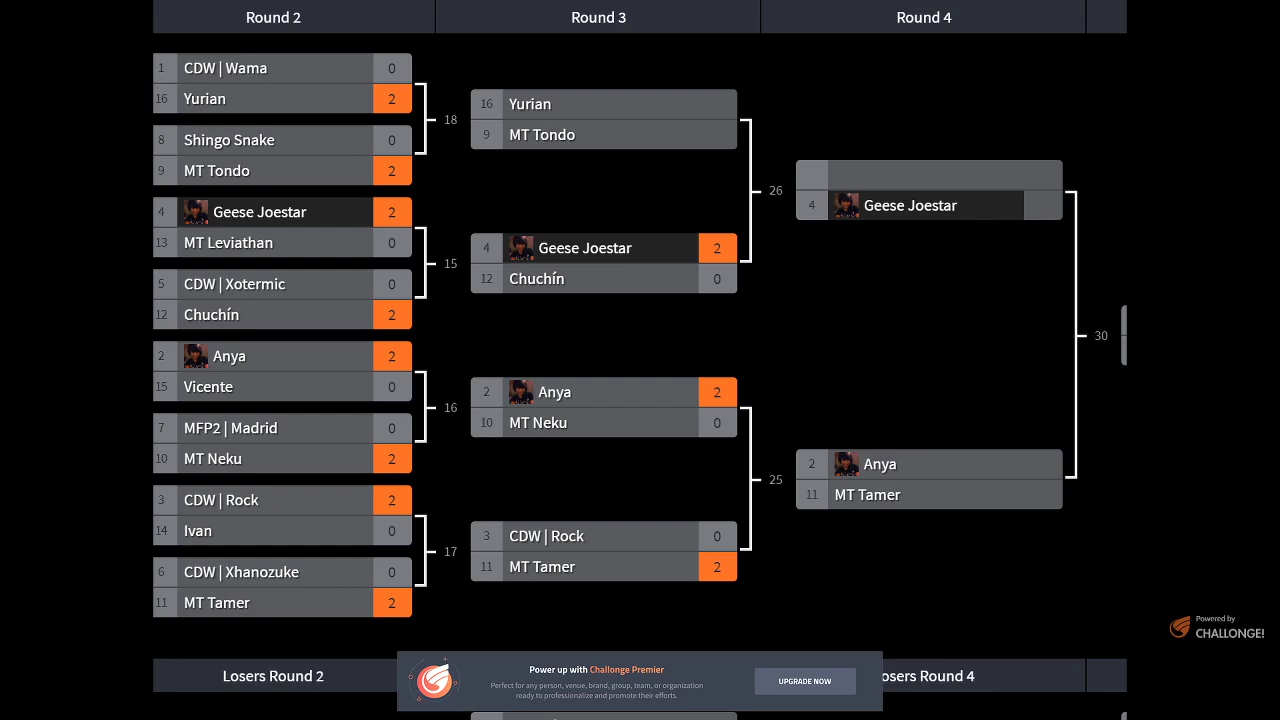 Round 2
Round 3
Round 4
1 CDW | Wama 0
16 Yurian 2
8 Shingo Snake 0
9 MT Tondo 2
4 Geese Joestar 2
13 MT Leviathan 0
5 CDW | Xotermic 0
12 Chuchín 2
2 Anya 2
15 Vicente 0
7 MFP2 | Madrid 0
10 MT Neku 2
3 CDW | Rock 2
14 Ivan 0
6 CDW | Xhanozuke 0
11 MT Tamer 2
18
15
16
17
16 Yurian
9 MT Tondo
4 Geese Joestar 2
12 Chuchín 0
2 Anya 2
10 MT Neku 0
3 CDW | Rock 0
11 MT Tamer 2
26
25
4 Geese Joestar
2 Anya
11 MT Tamer
30
Powered by
CHALLONGE!
Losers Round 2
Power up with Challonge Premier
Perfect for any person, venue, brand, group, team, or organization
ready to professionalize and promote their efforts.
UPGRADE NOW
osers Round 4